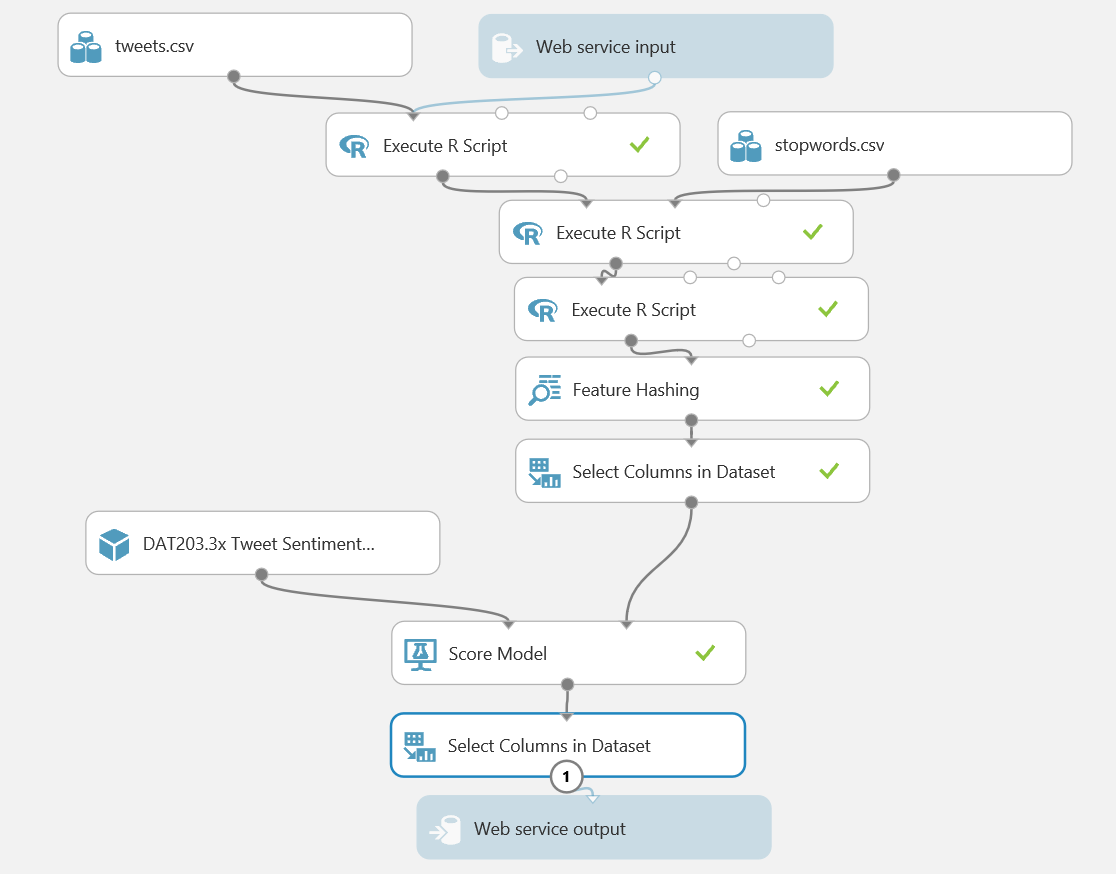 tweets.csv
Web service input
Execute R Script
stopwords.csv
Execute R Script
Execute R Script
Feature Hashing
Select Columns in Dataset
DAT203.3x Tweet Sentiment...
Score Model
Select Columns in Dataset
1
Web service output